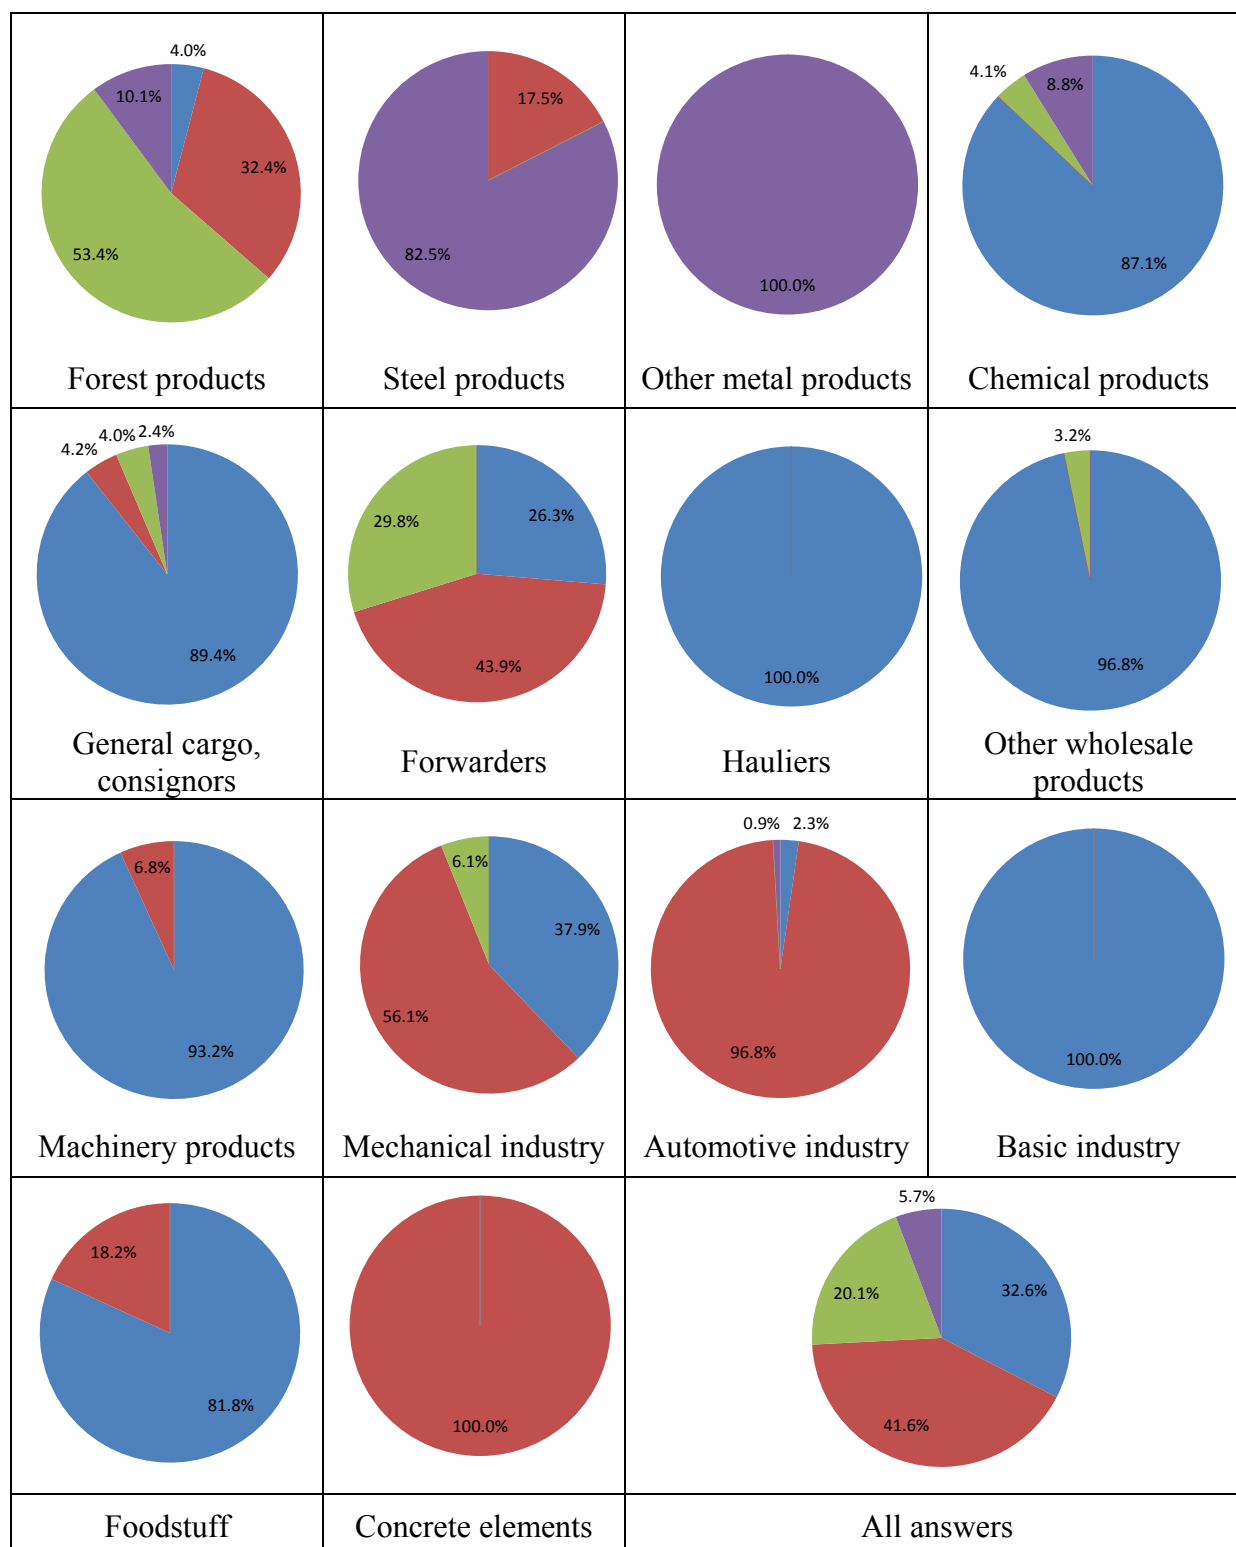 4.0%
10.1%
32.4%
53.4%
Forest products
17.5%
82.5%
Steel products
100.0%
Other metal products
4.1%
8.8%
87.1%
Chemical products
4.2%
4.0%
2.4%
89.4%
General cargo,
consignors
29.8%
26.3%
43.9%
Forwarders
100.0%
Hauliers
3.2%
96.8%
Other wholesale
products
6.8%
93.2%
Machinery products
6.1%
37.9%
56.1%
Mechanical industry
0.9%
2.3%
96.8%
Automotive industry
100.0%
Basic industry
18.2%
81.8%
Foodstuff
100.0%
Concrete elements
5.7%
20.1%
32.6%
41.6%
All answers